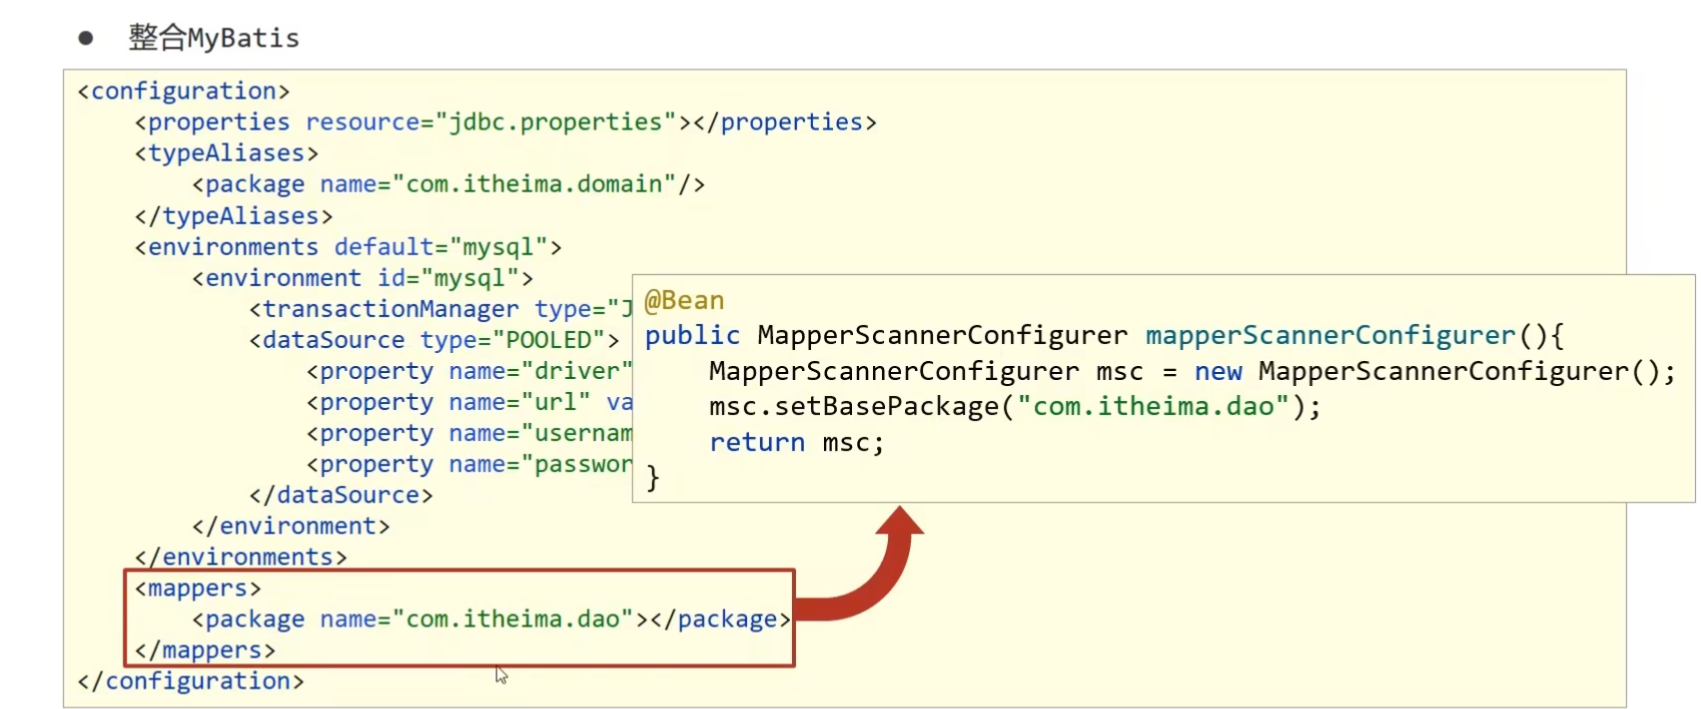 ● 整合MyBatis
<configuration>
<properties resource="jdbc.properties"></properties>
<typeAliases>
<package name="com.itheima.domain"/>
</typeAliases>
<environments default="mysql">
<environment id="mysql">
<transactionManager type="J
<dataSource type="POOLED">
<property name="driver"
<property name="url" va
<property name="usernam
<property name="passwor
</dataSource>
</environment>
</environments>
<mappers>
<package name="com.itheima.dao"></package>
</mappers>
</configuration>
@Bean
public MapperScannerConfigurer mapperScannerConfigurer(){
MapperScannerConfigurer msc = new MapperScannerConfigurer();
msc.setBasePackage("com.itheima.dao");
return msc;
}